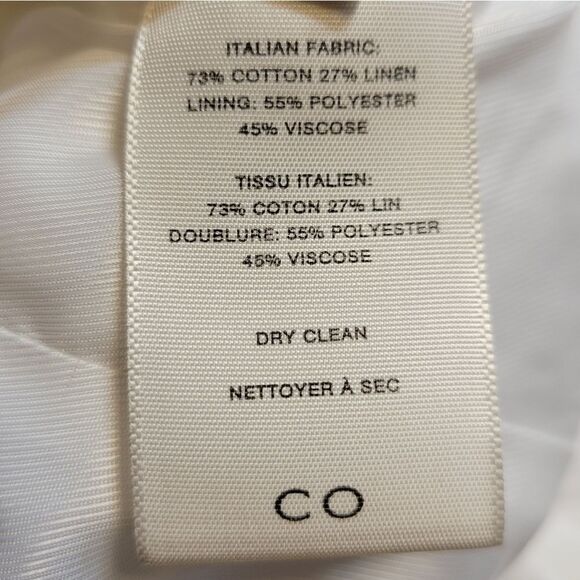 ITALIAN FABRIC:
73% COTTON 27% LINEN
LINING: 55% POLYESTER
45% VISCOSE
TISSU ITALIEN:
73% COTON 27% LIN
DOUBLURE: 55% POLYESTER
45% VISCOSE
DRY CLEAN
NETTOYER À SEC
CO